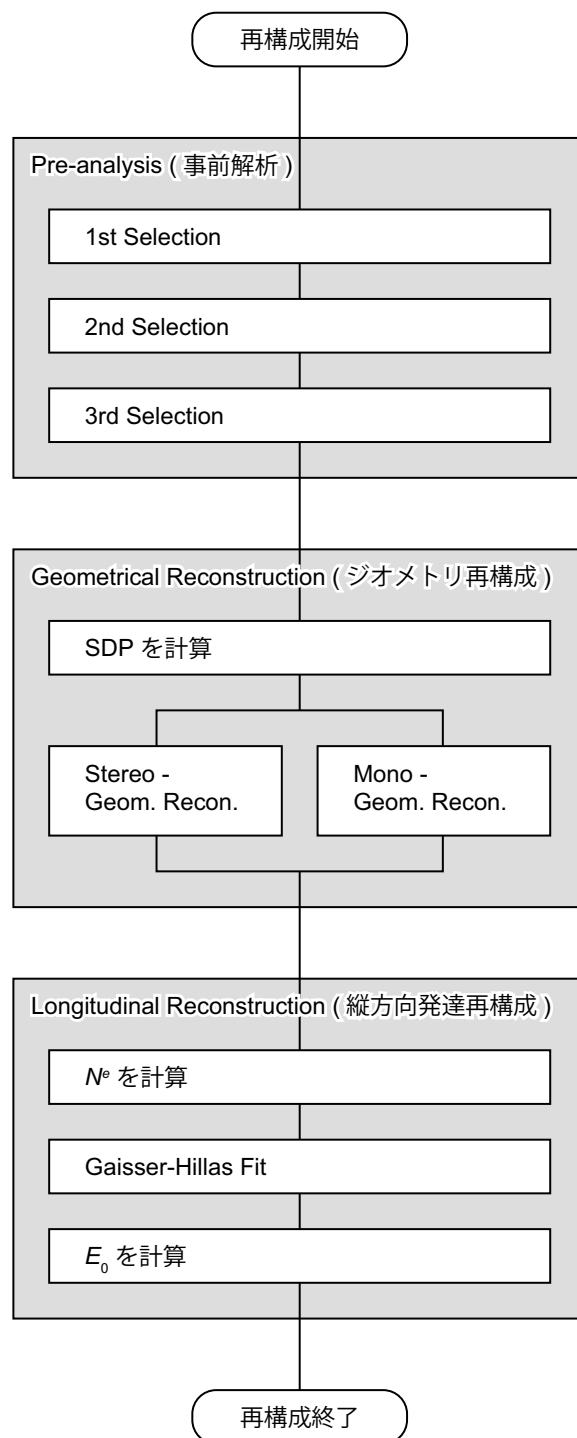 再構成開始
Pre-analysis ( 事前解析 )
1st Selection
2nd Selection
3rd Selection
Geometrical Reconstruction ( ジオメトリ再構成 )
SDP を計算
Stereo -
Geom. Recon.
Mono -
Geom. Recon.
Longitudinal Reconstruction ( 縦方向発達再構成 )
Nᵉ を計算
Gaisser-Hillas Fit
E₀ を計算
再構成終了